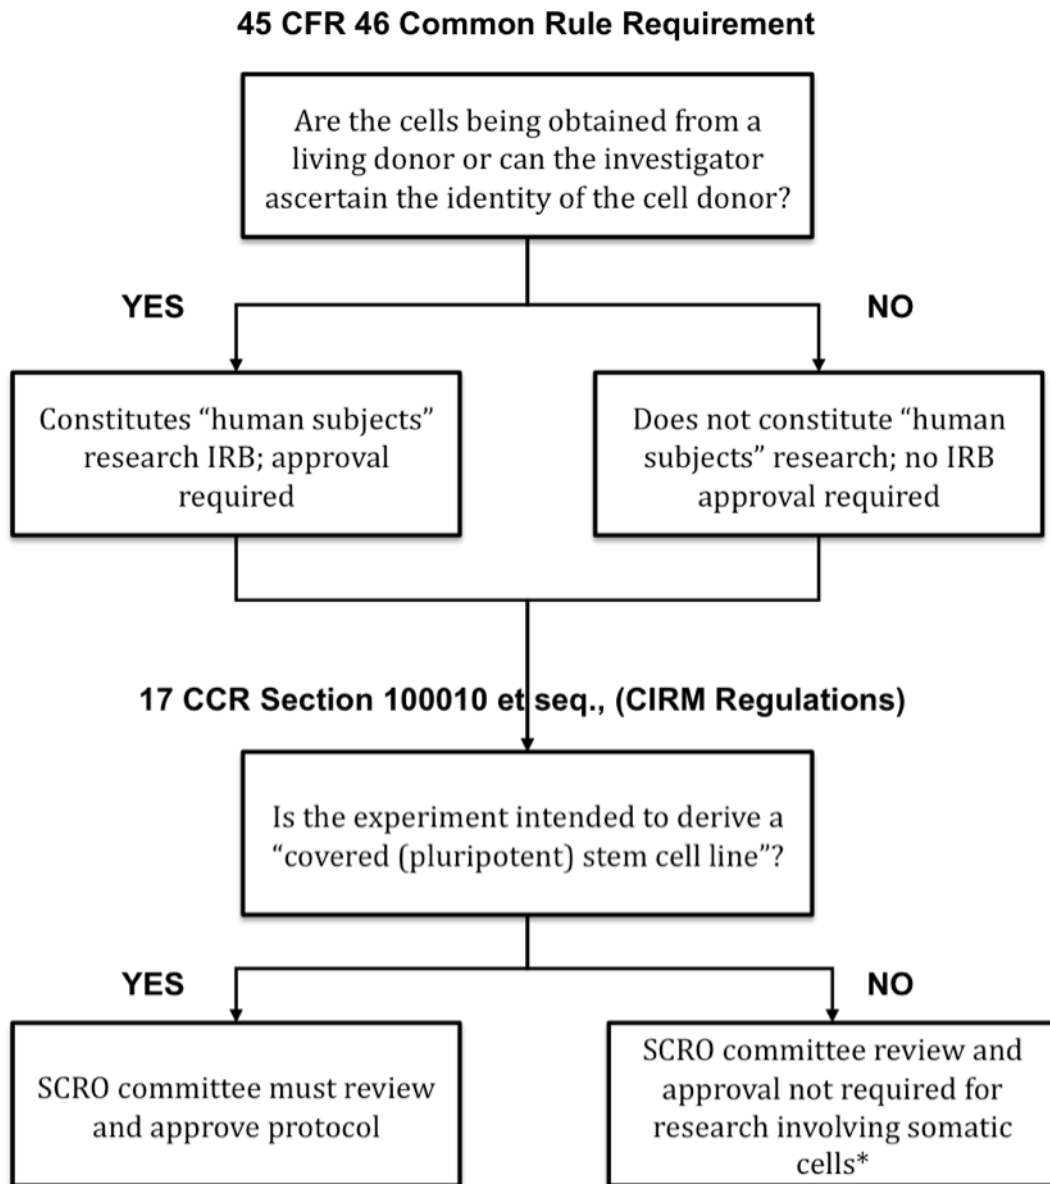 45 CFR 46 Common Rule Requirement
Are the cells being obtained from a
living donor or can the investigator
ascertain the identity of the cell donor?
YES
NO
Constitutes “human subjects”
research IRB; approval
required
Does not constitute “human
subjects” research; no IRB
approval required
17 CCR Section 100010 et seq., (CIRM Regulations)
Is the experiment intended to derive a
“covered (pluripotent) stem cell line”?
YES
NO
SCRO committee must review
and approve protocol
SCRO committee review and
approval not required for
research involving somatic
cells*